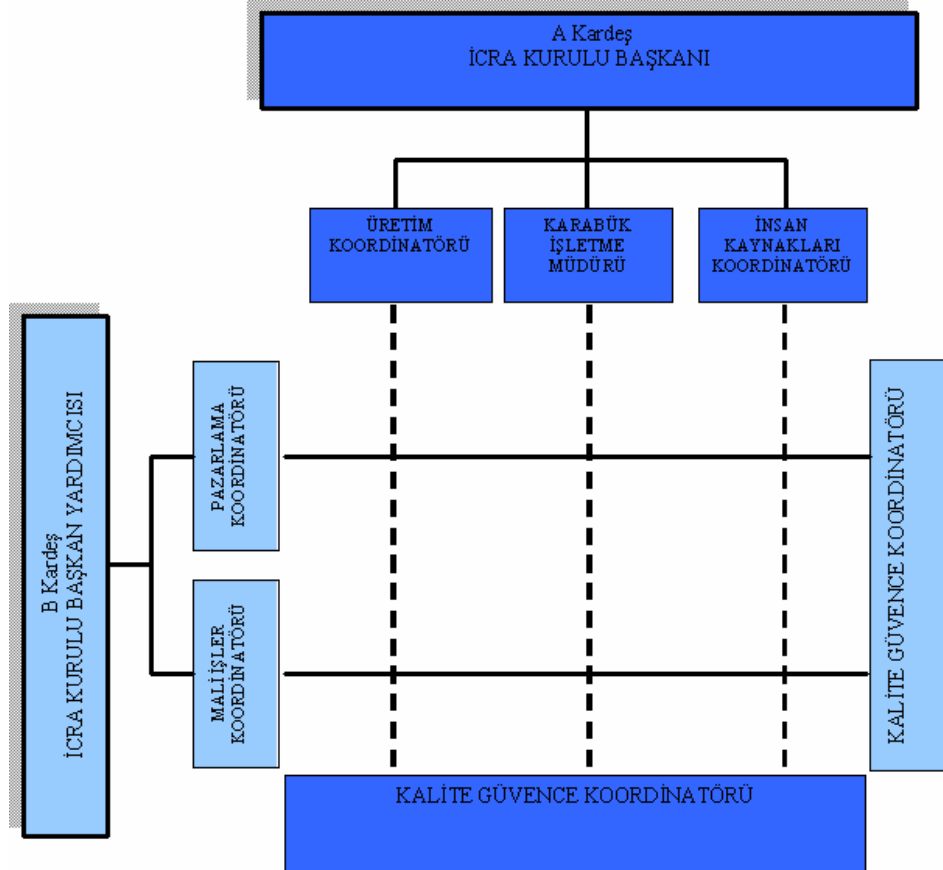 A Kardeş
İCRA KURULU BAŞKANI
ÜRETİM
KOORDİNATÖRÜ
KARABÜK
İŞLETME
MÜDÜRÜ
İNSAN
KAYNAKLARI
KOORDİNATÖRÜ
B Kardeş
İCRA KURULU BAŞKAN YARDIMCISI
PAZARLAMA
KOORDİNATÖRÜ
MALİ İŞLER
KOORDİNATÖRÜ
KALİTE GÜVENCE KOORDİNATÖRÜ
KALİTE GÜVENCE KOORDİNATÖRÜ